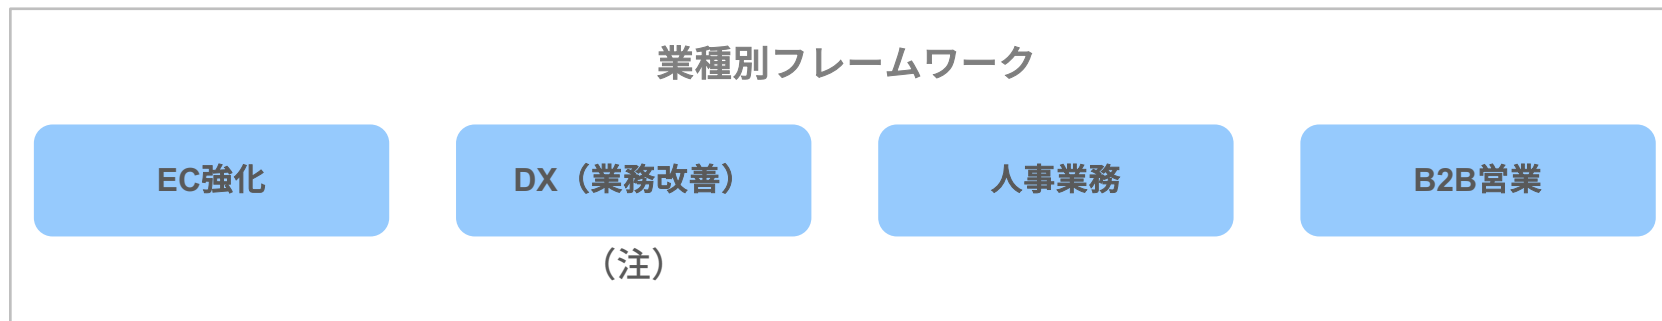 業種別フレームワーク
EC強化
DX（業務改善）
人事業務
B2B営業
（注）